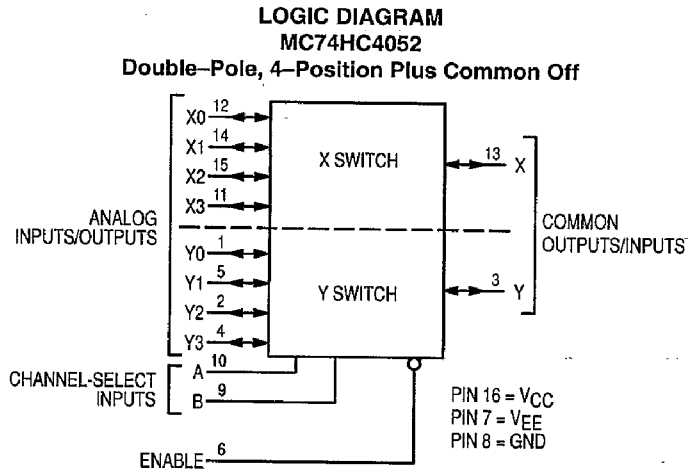 LOGIC DIAGRAM
MC74HC4052
Double–Pole, 4–Position Plus Common Off
X0 12
X1 14
X2 15
X3 11
X SWITCH
13 X
ANALOG
INPUTS/OUTPUTS
COMMON
OUTPUTS/INPUTS
Y0 1
Y1 5
Y2 2
Y3 4
Y SWITCH
3 Y
CHANNEL-SELECT
INPUTS
A 10
B 9
ENABLE 6
PIN 16 = VCC
PIN 7 = VEE
PIN 8 = GND